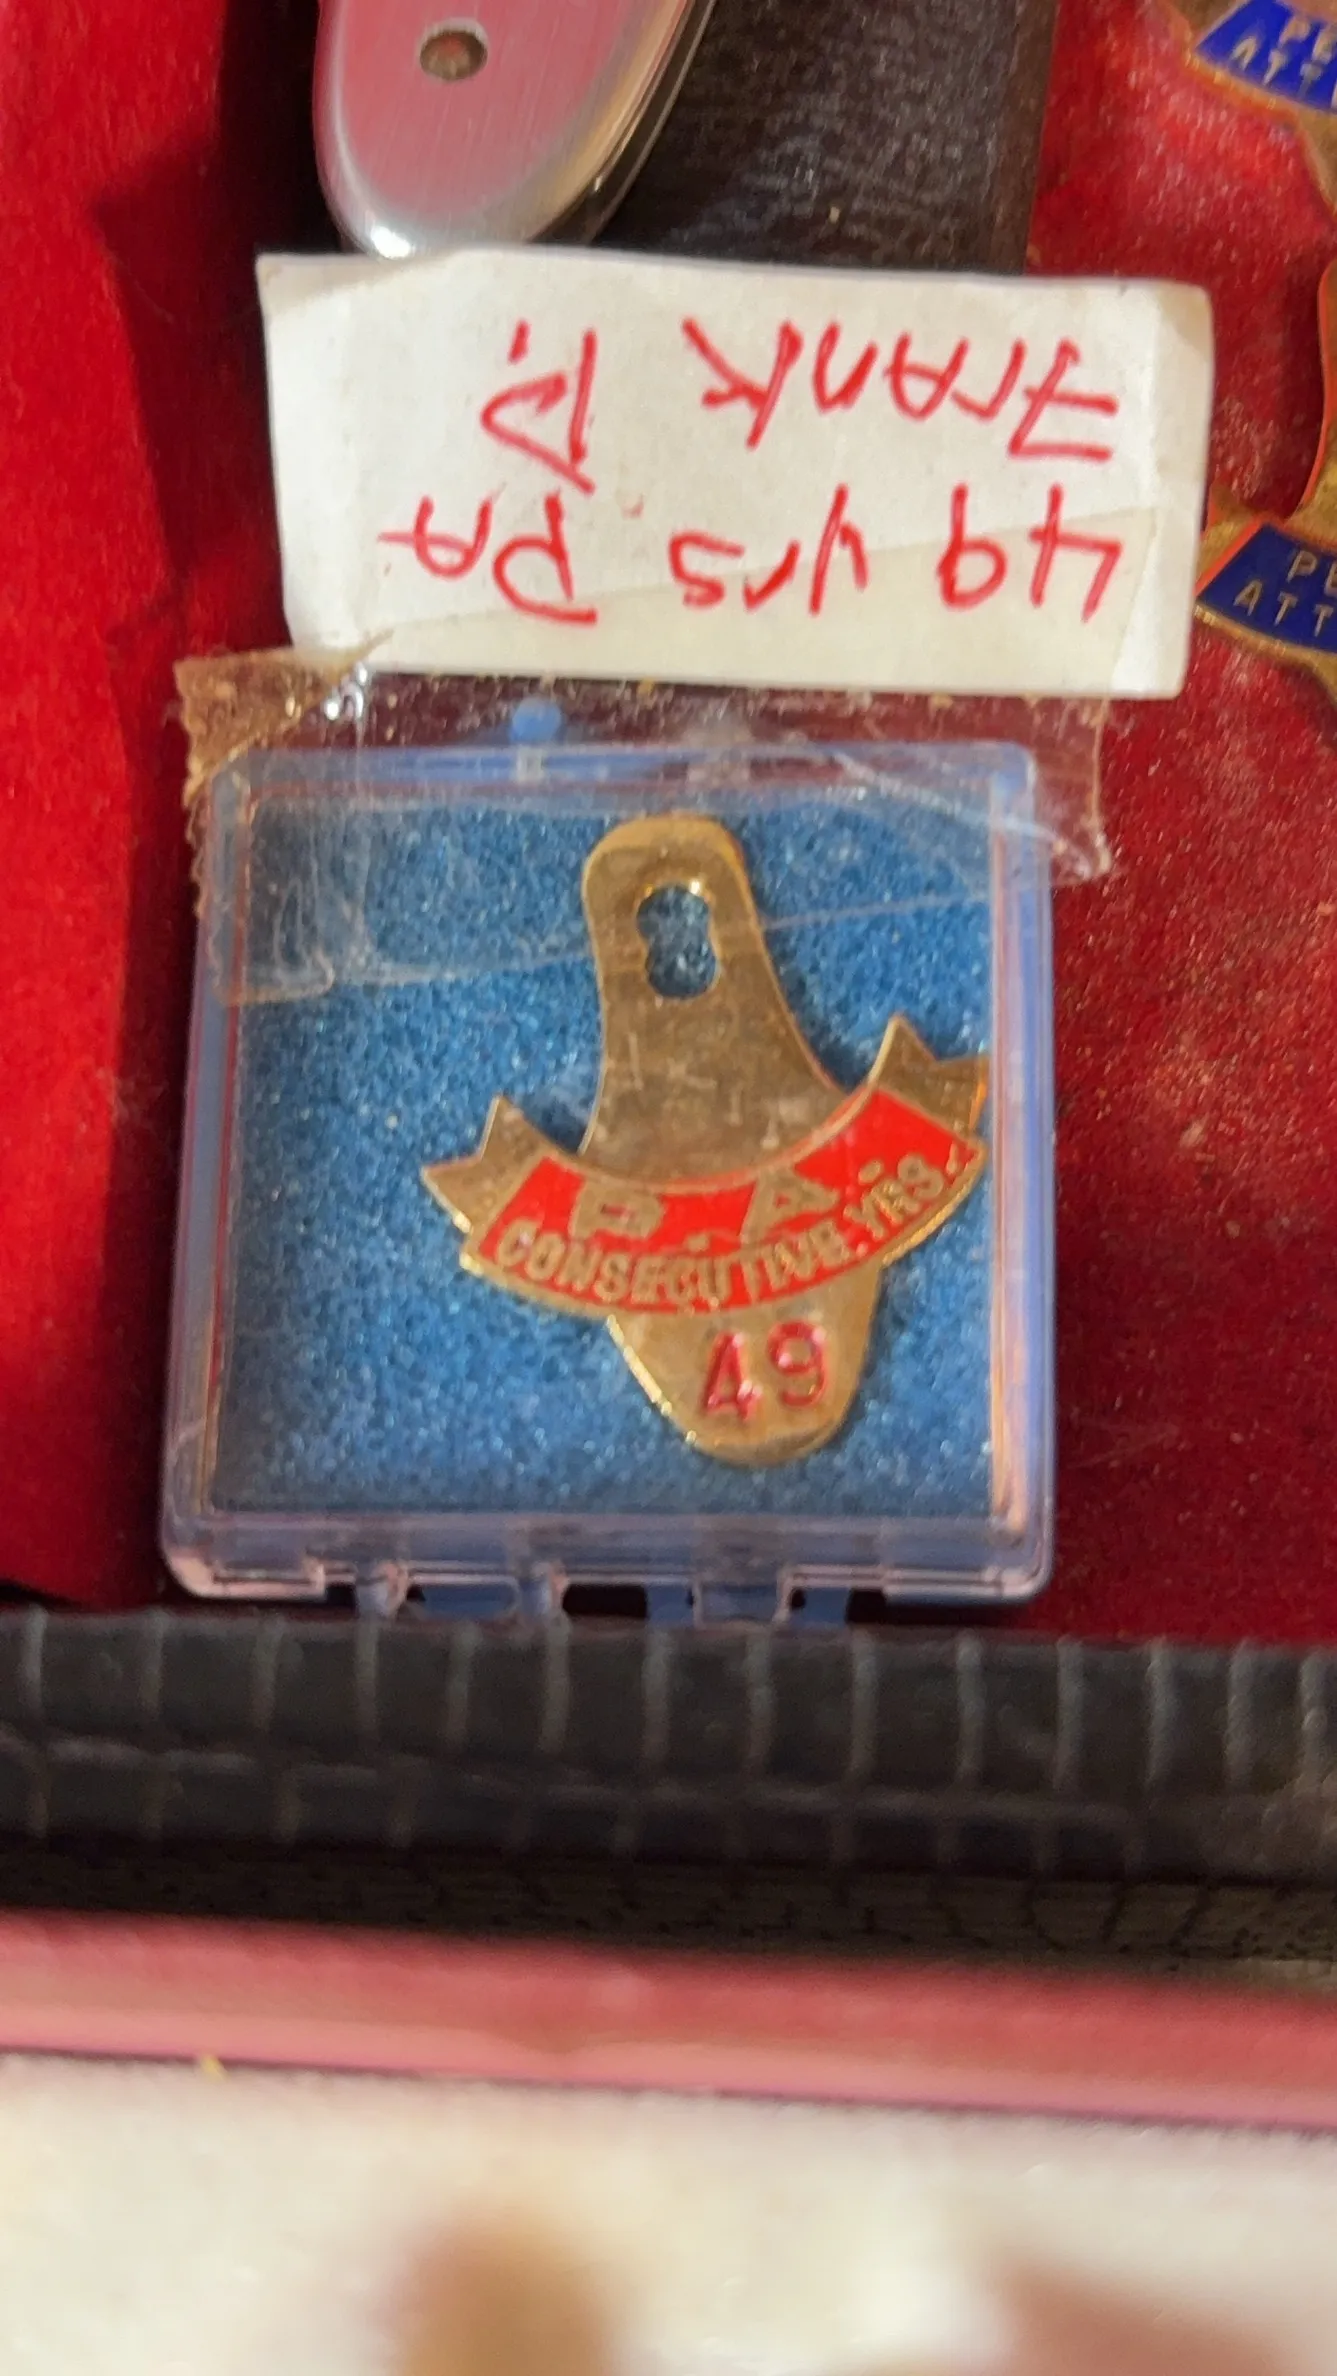 49 yrs PA
Frank P.
P. A.
CONSECUTIVE YRS.
49